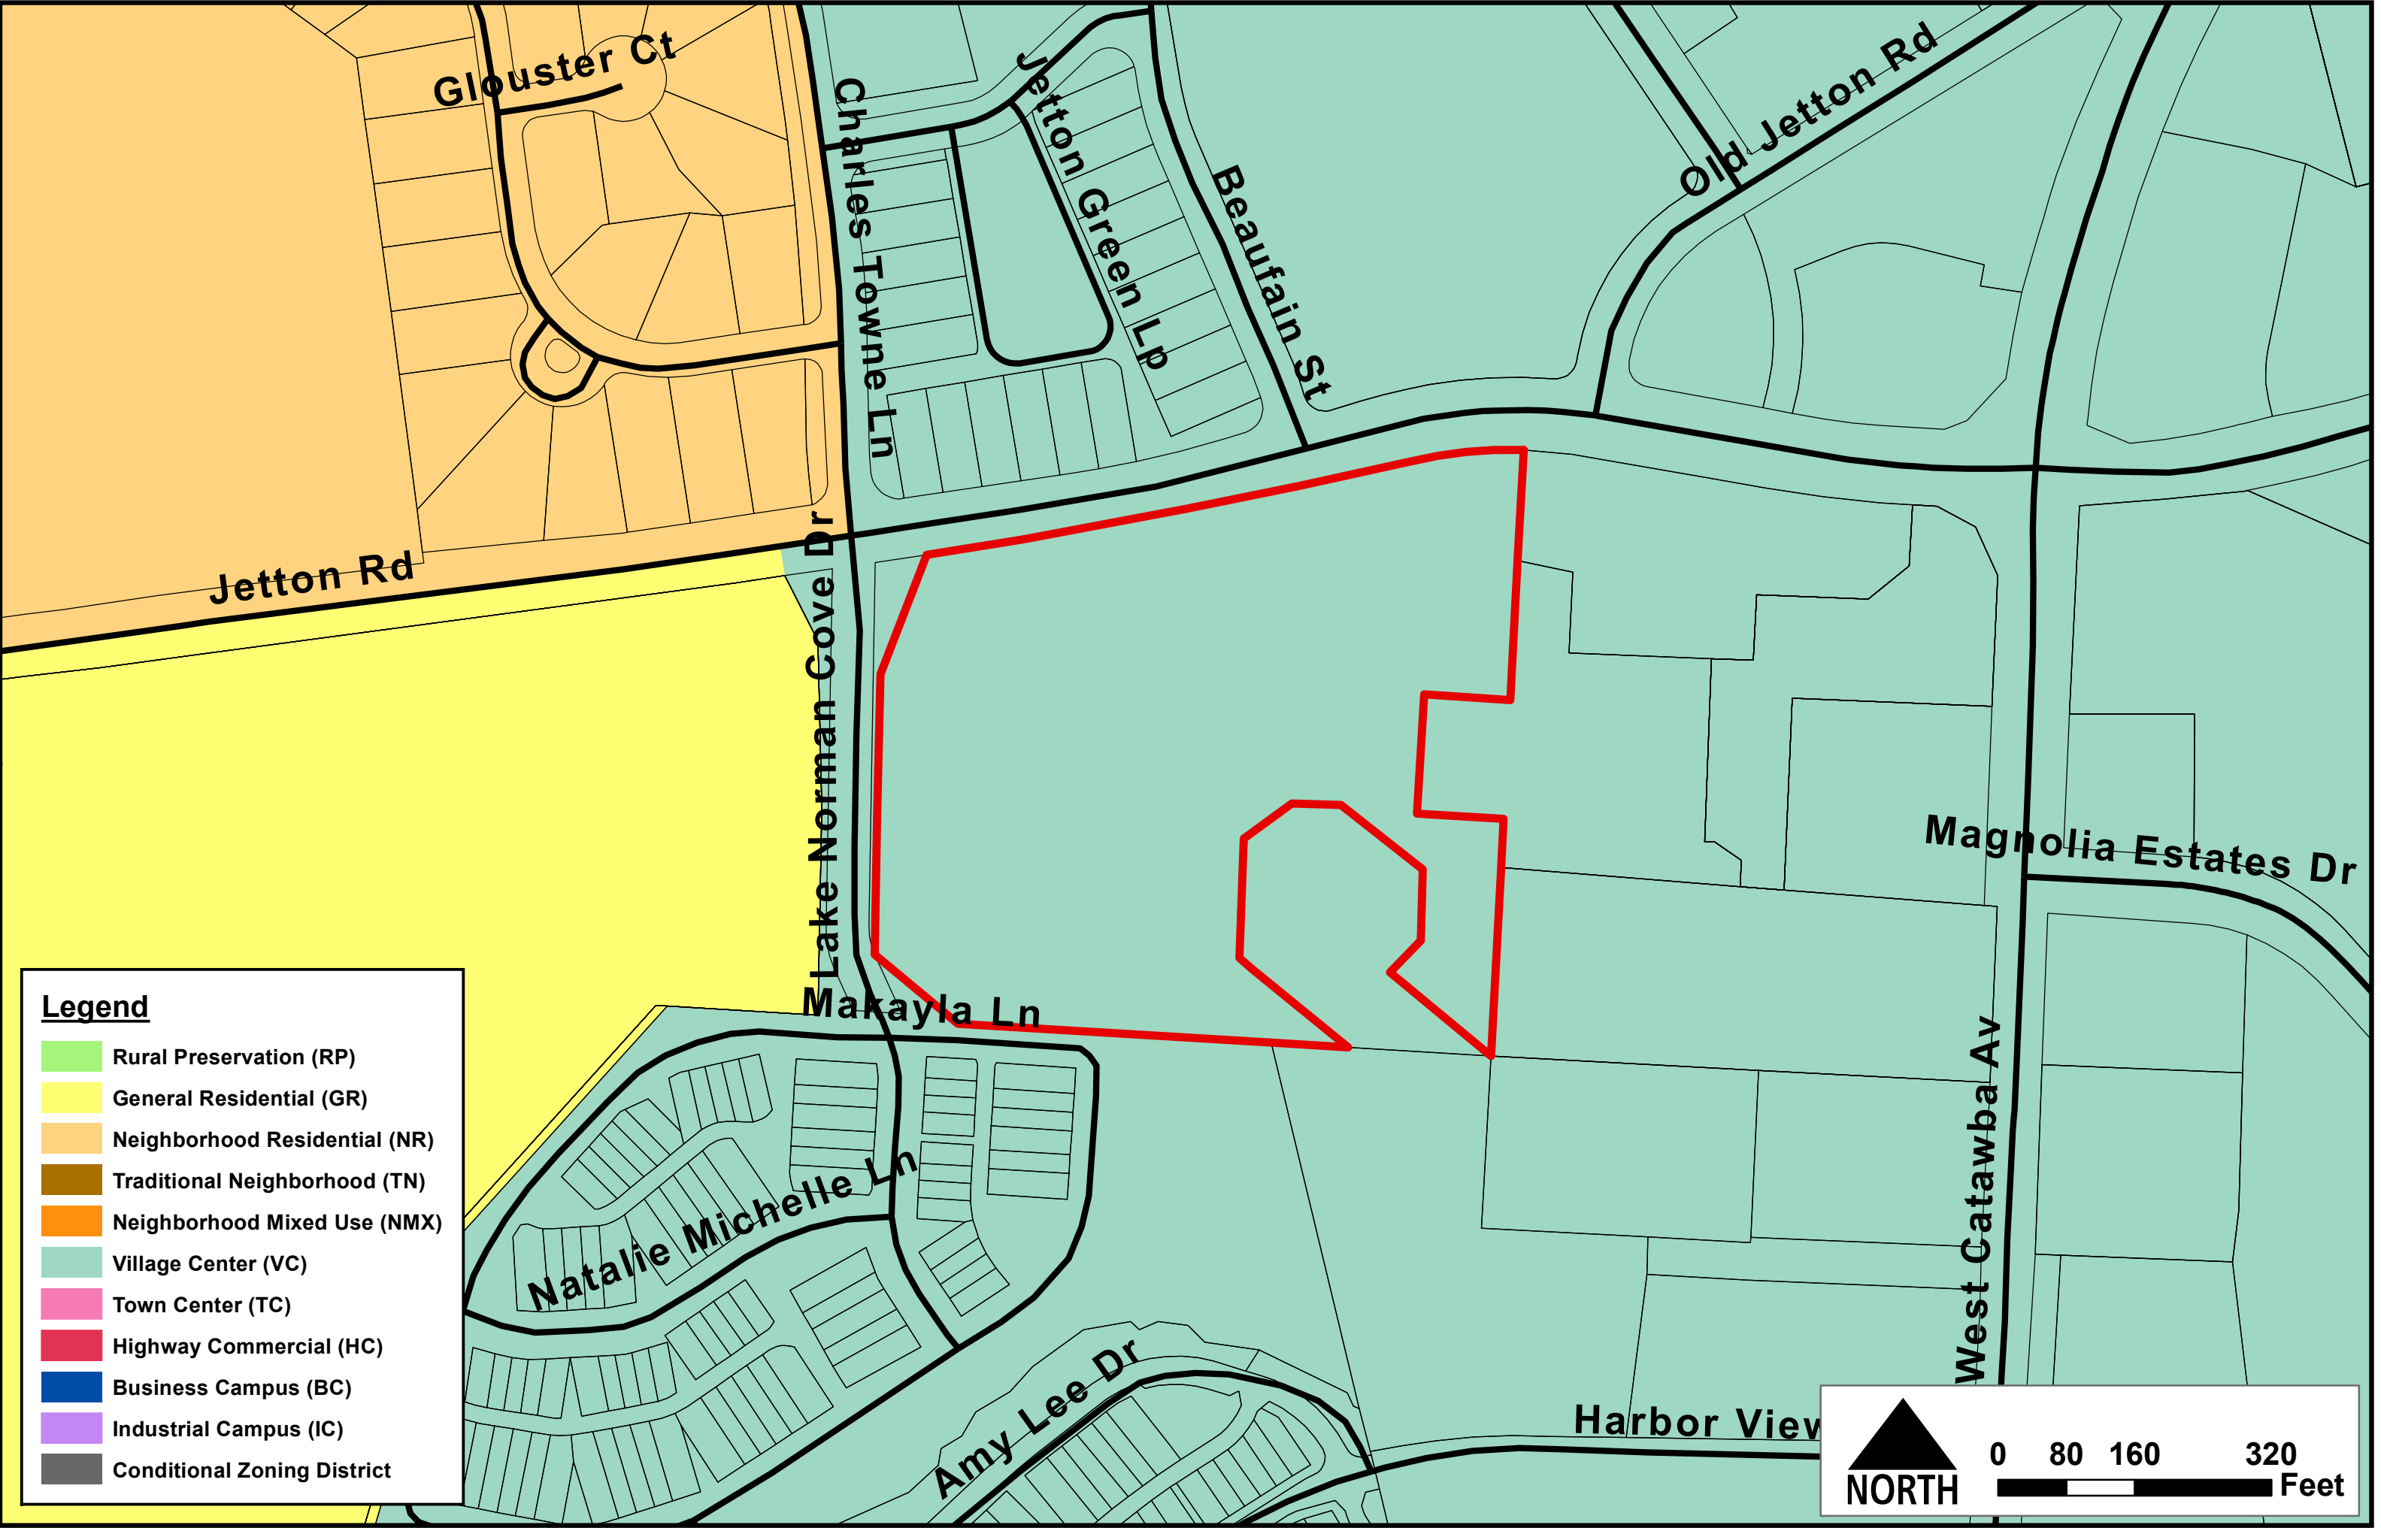 Glouster Ct
Charles Towne Ln
Jetton Green Lp
Beaufain St
Old Jetton Rd
Jetton Rd
Lake Norman Cove Dr
Magnolia Estates Dr
Makayla Ln
West Catawba Av
Natalie Michelle Ln
Amy Lee Dr
Harbor View
Legend
Rural Preservation (RP)
General Residential (GR)
Neighborhood Residential (NR)
Traditional Neighborhood (TN)
Neighborhood Mixed Use (NMX)
Village Center (VC)
Town Center (TC)
Highway Commercial (HC)
Business Campus (BC)
Industrial Campus (IC)
Conditional Zoning District
NORTH
0 80 160 320
Feet